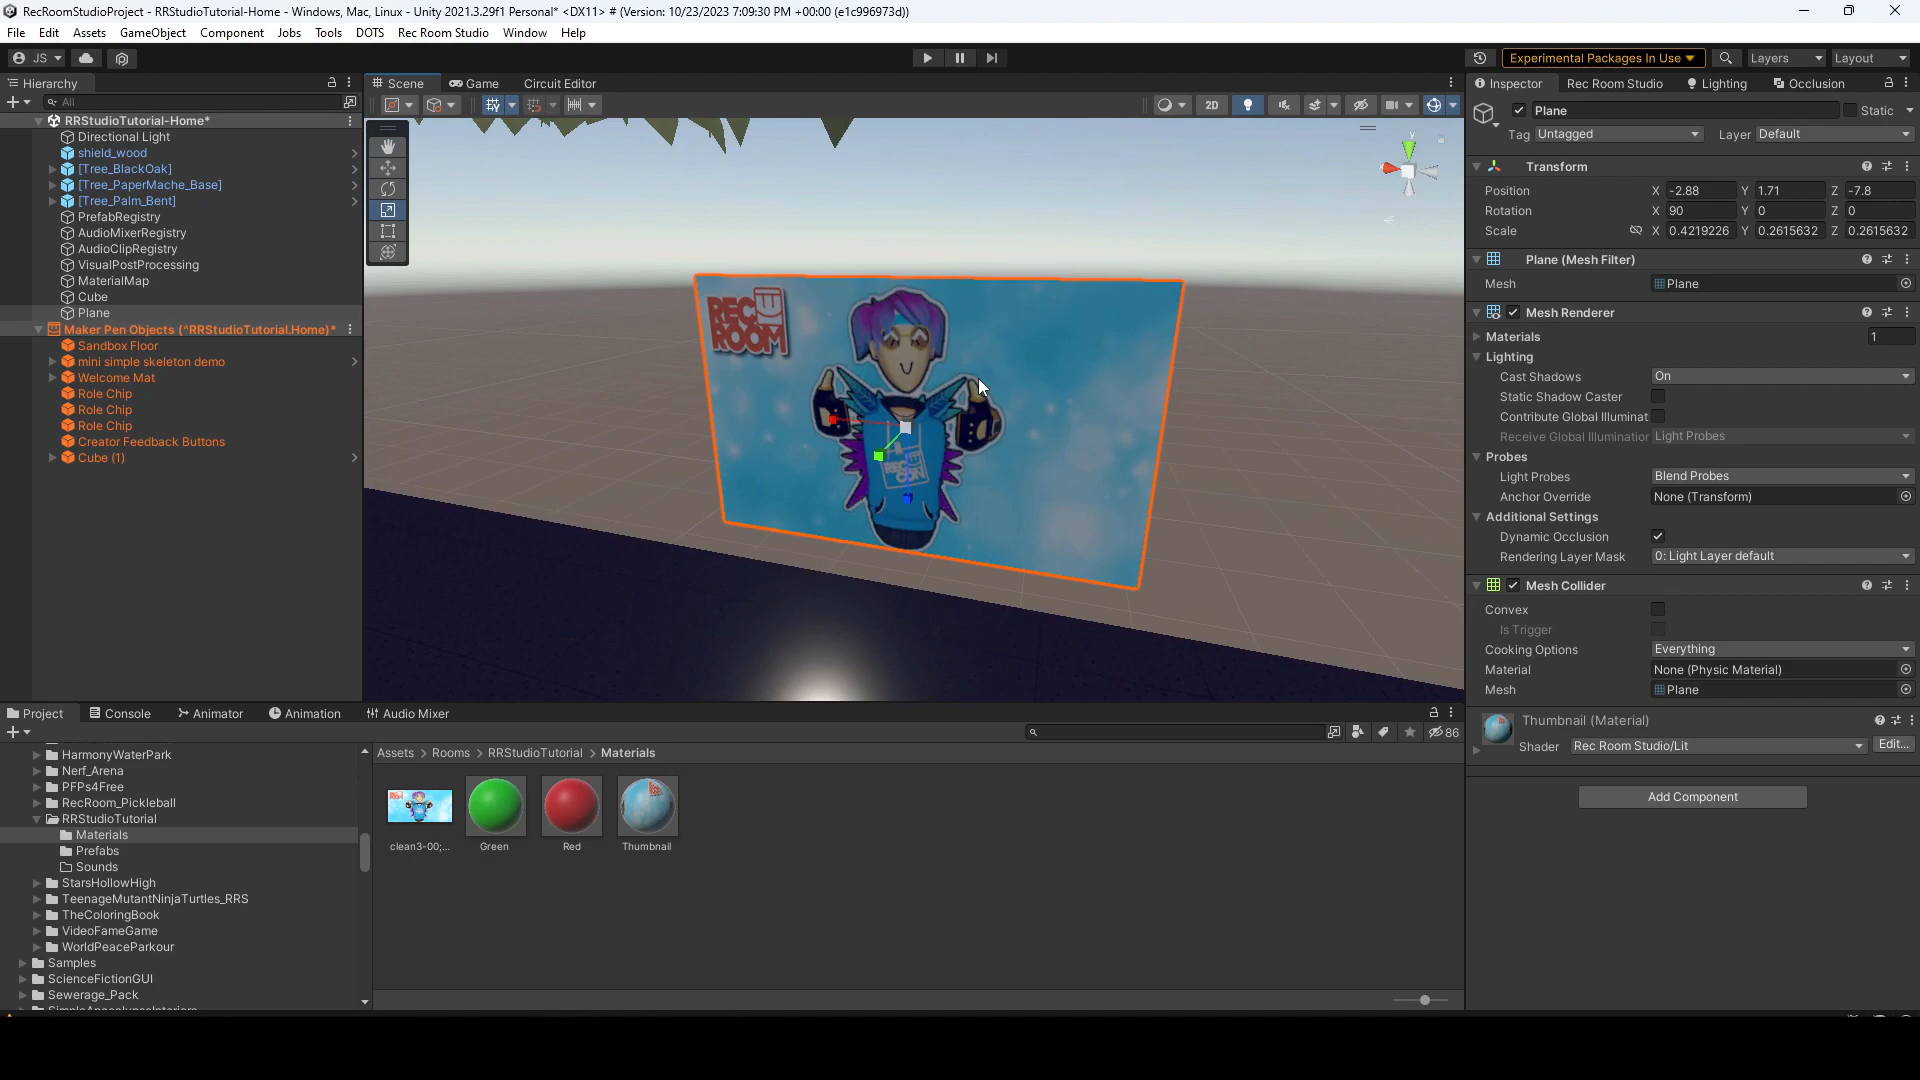 RecRoomStudioProject - RRStudioTutorial-Home - Windows, Mac, Linux - Unity 2021.3.29f1 Personal* <DX11> # (Version: 10/23/2023 7:09:30 PM +00:00 (e1c996973d))
File Edit Assets GameObject Component Jobs Tools DOTS Rec Room Studio Window Help
JS Experimental Packages In Use Layers Layout
Hierarchy
All
RRStudioTutorial-Home*
Directional Light
shield_wood
[Tree_BlackOak]
[Tree_PaperMache_Base]
[Tree_Palm_Bent]
PrefabRegistry
AudioMixerRegistry
AudioClipRegistry
VisualPostProcessing
MaterialMap
Cube
Plane
Maker Pen Objects (^RRStudioTutorial.Home)*
Sandbox Floor
mini simple skeleton demo
Welcome Mat
Role Chip
Role Chip
Role Chip
Creator Feedback Buttons
Cube (1)
Scene Game Circuit Editor
2D
y
REC
ROOM
REC
CON
Inspector Rec Room Studio Lighting Occlusion
Plane Static
Tag Untagged Layer Default
Transform
Position X -2.88 Y 1.71 Z -7.8
Rotation X 90 Y 0 Z 0
Scale X 0.4219226 Y 0.2615632 Z 0.2615632
Plane (Mesh Filter)
Mesh Plane
Mesh Renderer
Materials 1
Lighting
Cast Shadows On
Static Shadow Caster
Contribute Global Illuminat
Receive Global Illumination Light Probes
Probes
Light Probes Blend Probes
Anchor Override None (Transform)
Additional Settings
Dynamic Occlusion
Rendering Layer Mask 0: Light Layer default
Mesh Collider
Convex
Is Trigger
Cooking Options Everything
Material None (Physic Material)
Mesh Plane
Thumbnail (Material)
Shader Rec Room Studio/Lit Edit...
Add Component
Project Console Animator Animation Audio Mixer
86
HarmonyWaterPark
Nerf_Arena
PFPs4Free
RecRoom_Pickleball
RRStudioTutorial
Materials
Prefabs
Sounds
StarsHollowHigh
TeenageMutantNinjaTurtles_RRS
TheColoringBook
VideoFameGame
WorldPeaceParkour
Samples
ScienceFictionGUI
Sewerage_Pack
Assets > Rooms > RRStudioTutorial > Materials
clean3-00;... Green Red Thumbnail